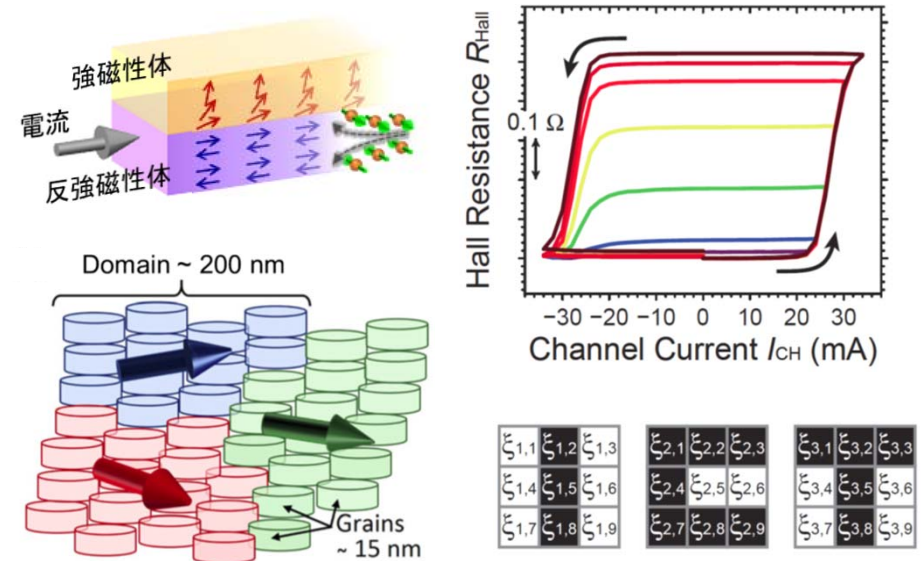 強磁性体
電流
反強磁性体
Hall Resistance RHall
0.1 Ω
−30 −20 −10 0 10 20 30
Channel Current ICH (mA)
Domain ~ 200 nm
Grains
~ 15 nm
ξ1,1 ξ1,2 ξ1,3
ξ1,4 ξ1,5 ξ1,6
ξ1,7 ξ1,8 ξ1,9
ξ2,1 ξ2,2 ξ2,3
ξ2,4 ξ2,5 ξ2,6
ξ2,7 ξ2,8 ξ2,9
ξ3,1 ξ3,2 ξ3,3
ξ3,4 ξ3,5 ξ3,6
ξ3,7 ξ3,8 ξ3,9